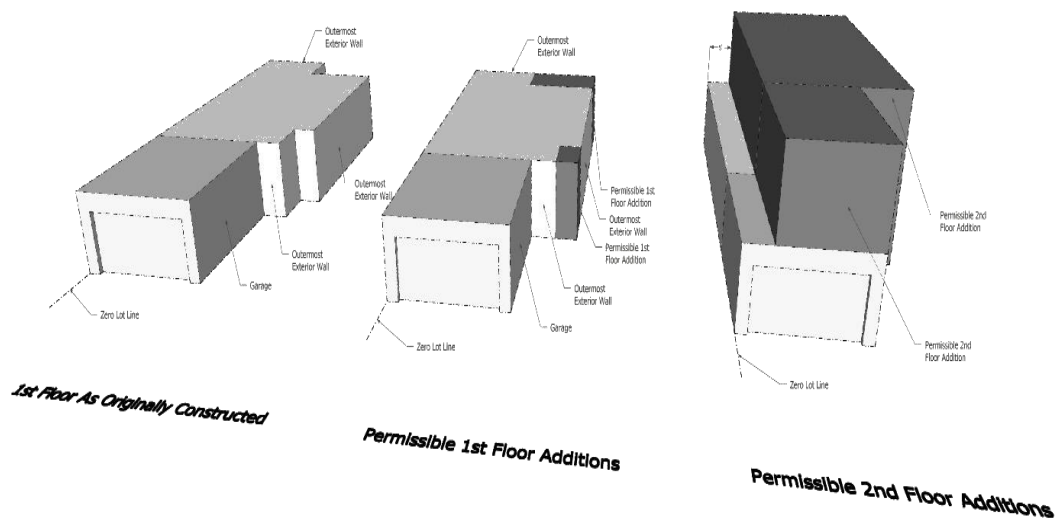 Outermost
Exterior Wall
Outermost
Exterior Wall
Outermost
Exterior Wall
Garage
Zero Lot Line
1st Floor As Originally Constructed
Outermost
Exterior Wall
Permissible 1st
Floor Addition
Outermost
Exterior Wall
Permissible 1st
Floor Addition
Outermost
Exterior Wall
Garage
Zero Lot Line
Permissible 1st Floor Additions
5'
Permissible 2nd
Floor Addition
Permissible 2nd
Floor Addition
Zero Lot Line
Permissible 2nd Floor Additions